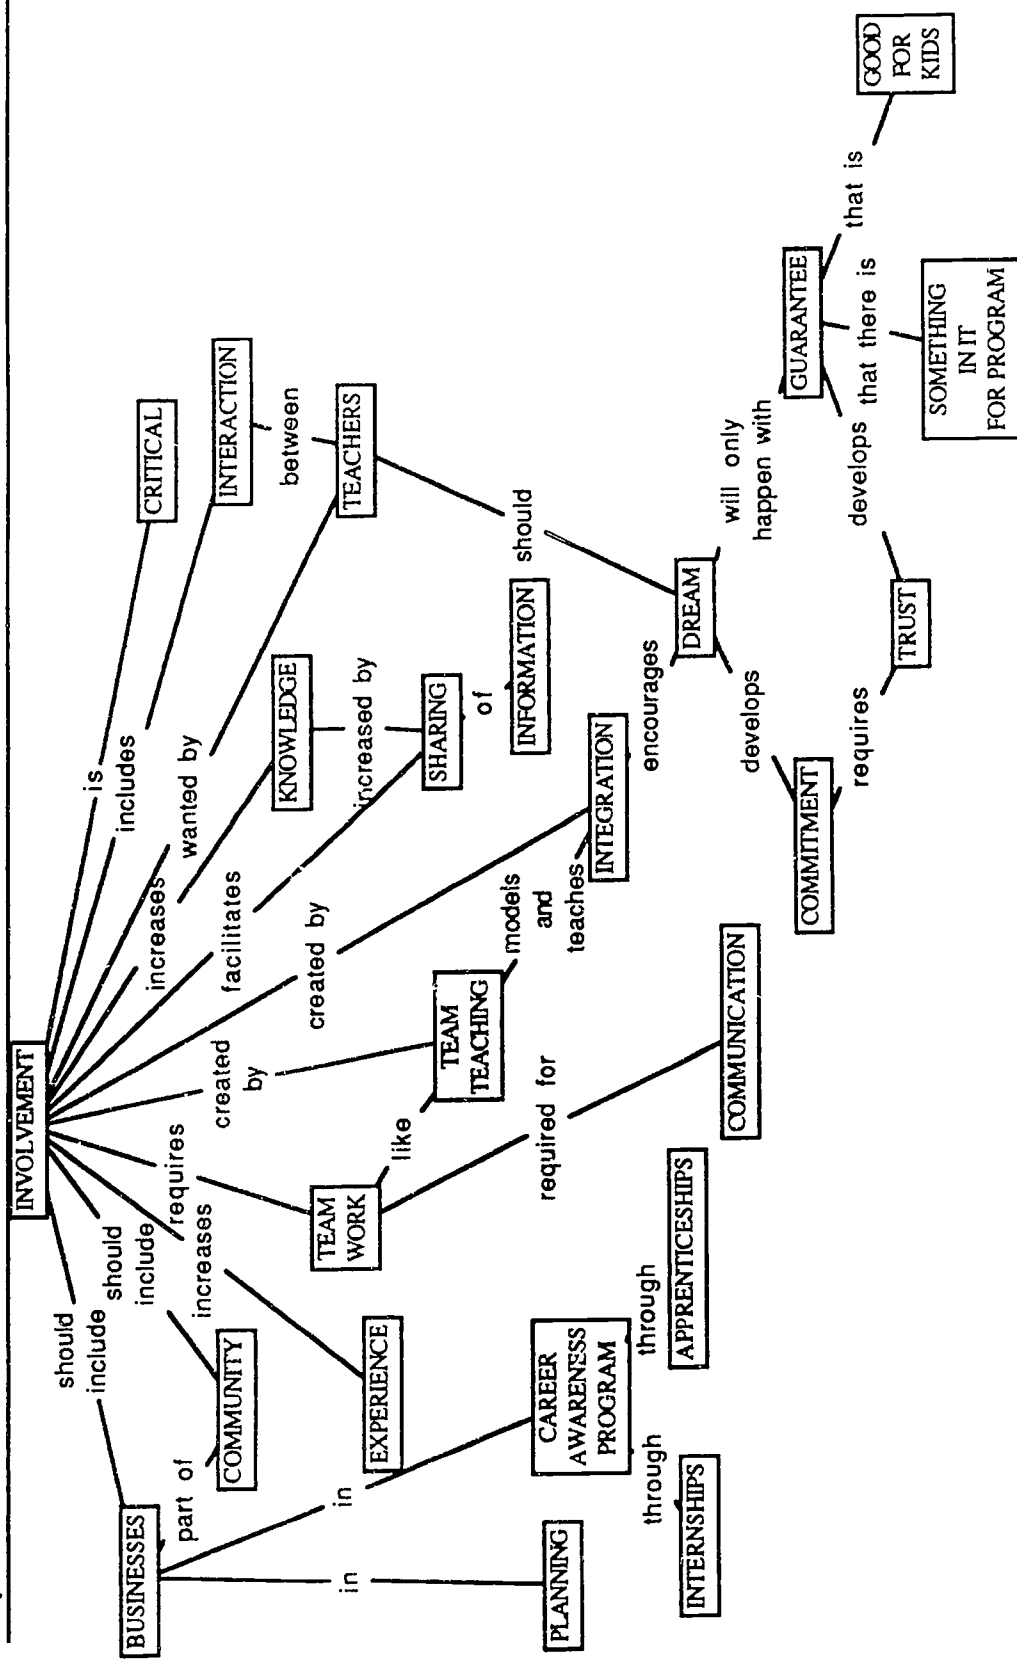 INVOLVEMENT
should
include
should
include
increases
requires
created
by
created by
facilitates
increases
wanted by
includes
is
CRITICAL
BUSINESSES
part of
COMMUNITY
INTERACTION
between
TEACHERS
KNOWLEDGE
increased by
in
in
EXPERIENCE
TEAM
WORK
like
TEAM
TEACHING
models
and
teaches
SHARING
of
INFORMATION
should
PLANNING
CAREER
AWARENESS
PROGRAM
required for
INTEGRATION
encourages
DREAM
through
through
INTERNSHIPS
APPRENTICESHIPS
COMMUNICATION
develops
will only
happen with
GUARANTEE
COMMITMENT
requires
TRUST
develops
that there is
that is
SOMETHING
IN IT
FOR PROGRAM
GOOD
FOR
KIDS